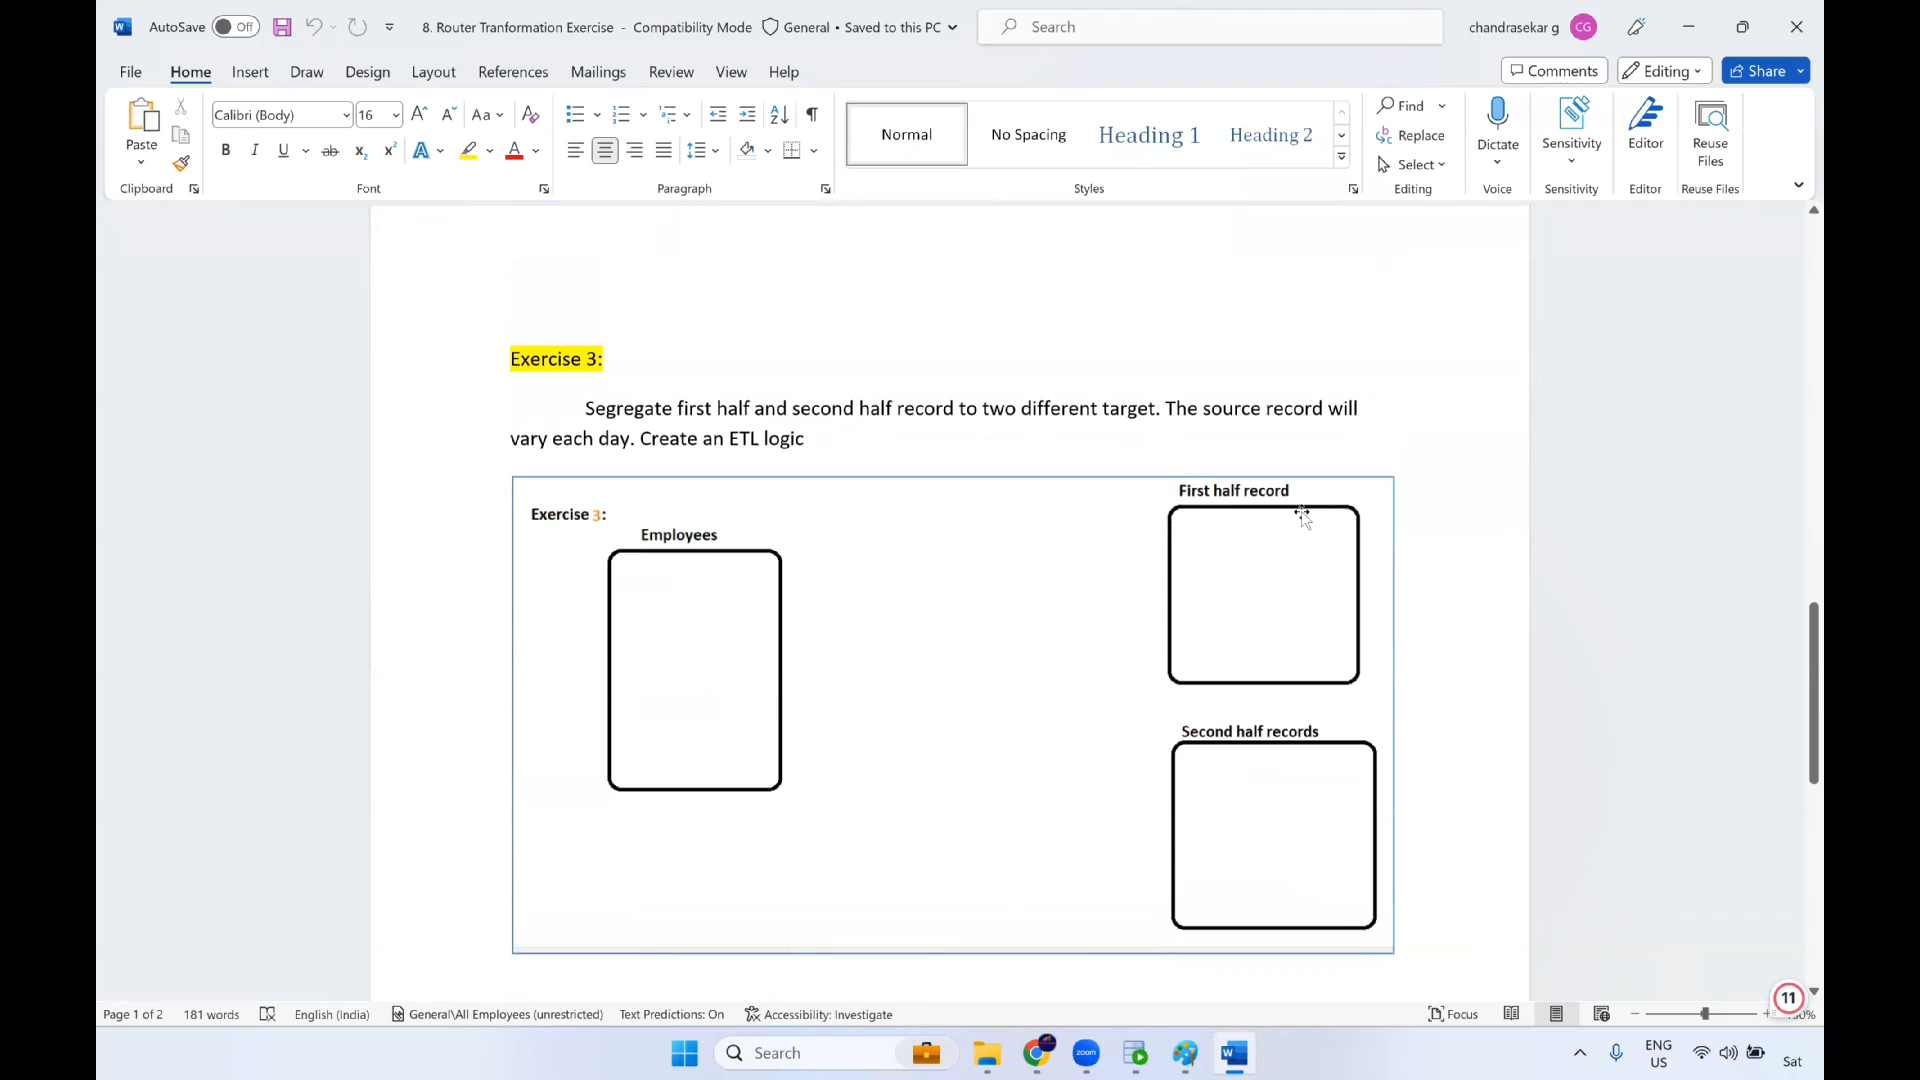 AutoSave Off 8. Router Tranformation Exercise - Compatibility Mode General • Saved to this PC Search chandrasekar g CG
File Home Insert Draw Design Layout References Mailings Review View Help Comments Editing Share
Paste Calibri (Body) 16 Aa Normal No Spacing Heading 1 Heading 2 Find Replace Select Dictate Sensitivity Editor Reuse Files
Clipboard Font Paragraph Styles Editing Voice Sensitivity Editor Reuse Files
Exercise 3:
Segregate first half and second half record to two different target. The source record will
vary each day. Create an ETL logic
First half record
Exercise 3:
Employees
Second half records
Page 1 of 2 181 words English (India) General\All Employees (unrestricted) Text Predictions: On Accessibility: Investigate Focus
11
Search zoom ENG US Sat